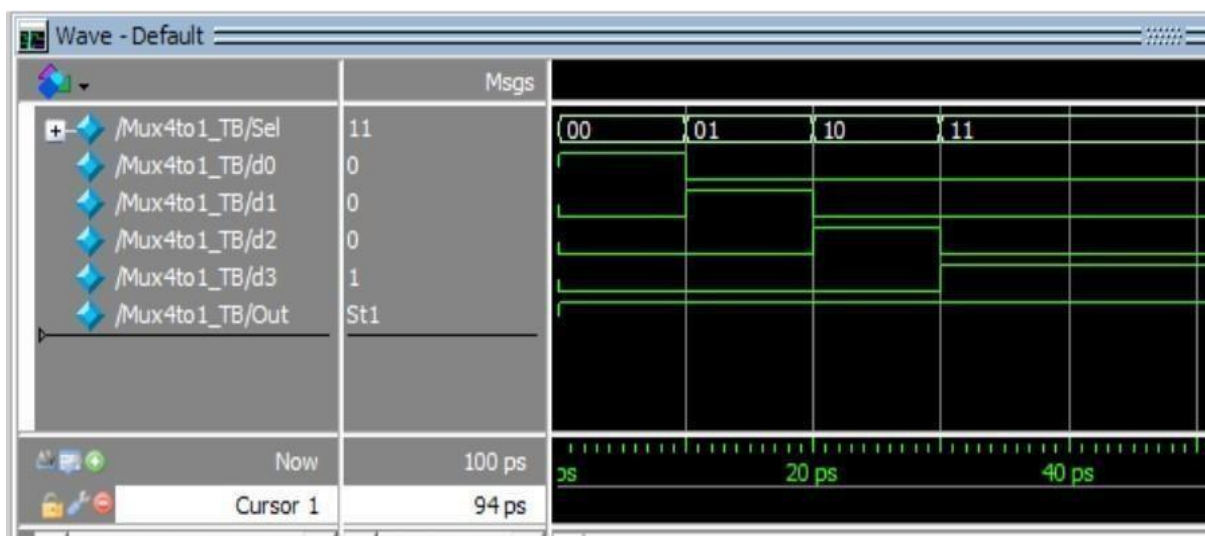 Wave - Default
Msgs
/Mux4to1_TB/Sel 11 00 01 10 11
/Mux4to1_TB/d0 0
/Mux4to1_TB/d1 0
/Mux4to1_TB/d2 0
/Mux4to1_TB/d3 1
/Mux4to1_TB/Out St1
Now 100 ps ps 20 ps 40 ps
Cursor 1 94 ps